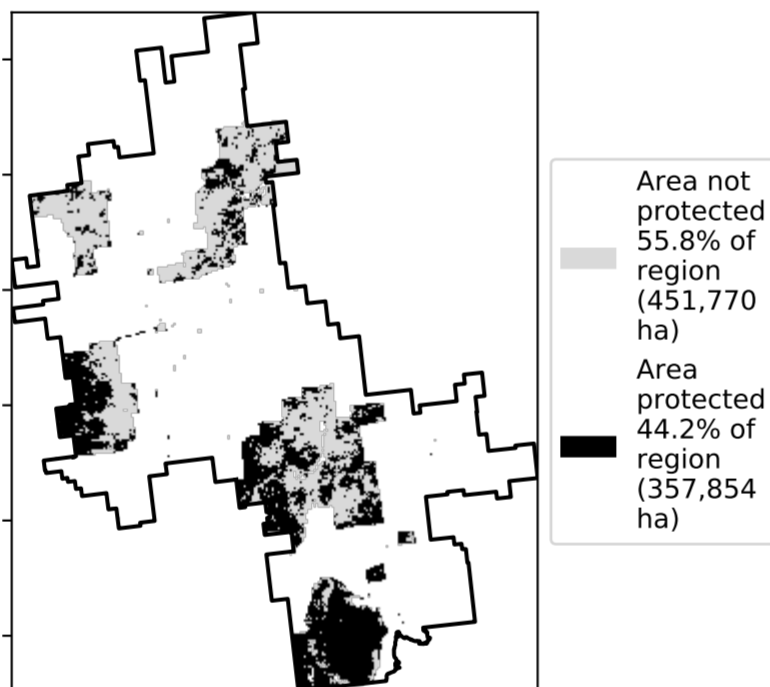 Area not
protected
55.8% of
region
(451,770
ha)
Area
protected
44.2% of
region
(357,854
ha)